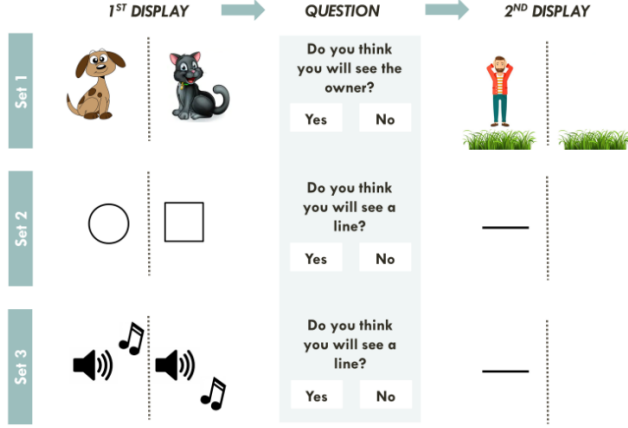 1ST DISPLAY
QUESTION
2ND DISPLAY
Set 1
Do you think
you will see the
owner?
Yes No
Set 2
Do you think
you will see a
line?
Yes No
Set 3
Do you think
you will see a
line?
Yes No